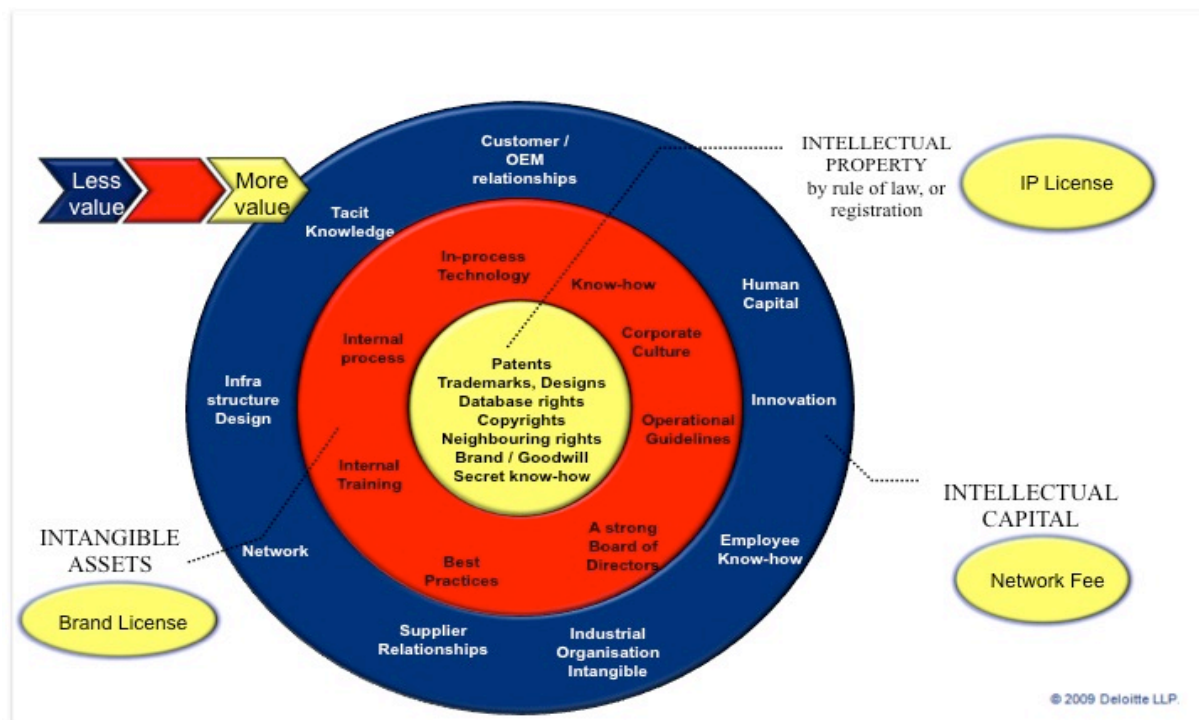 Less
value
More
value
Customer /
OEM
relationships
INTELLECTUAL
PROPERTY
by rule of law, or
registration
IP License
Tacit
Knowledge
In-process
Technology
Know-how
Human
Capital
Internal
process
Corporate
Culture
Patents
Trademarks, Designs
Database rights
Copyrights
Neighbouring rights
Brand / Goodwill
Secret know-how
Infra
structure
Design
Innovation
Operational
Guidelines
Internal
Training
INTELLECTUAL
CAPITAL
Network Fee
INTANGIBLE
ASSETS
Brand License
Network
A strong
Board of
Directors
Employee
Know-how
Best
Practices
Supplier
Relationships
Industrial
Organisation
Intangible
© 2009 Deloitte LLP.